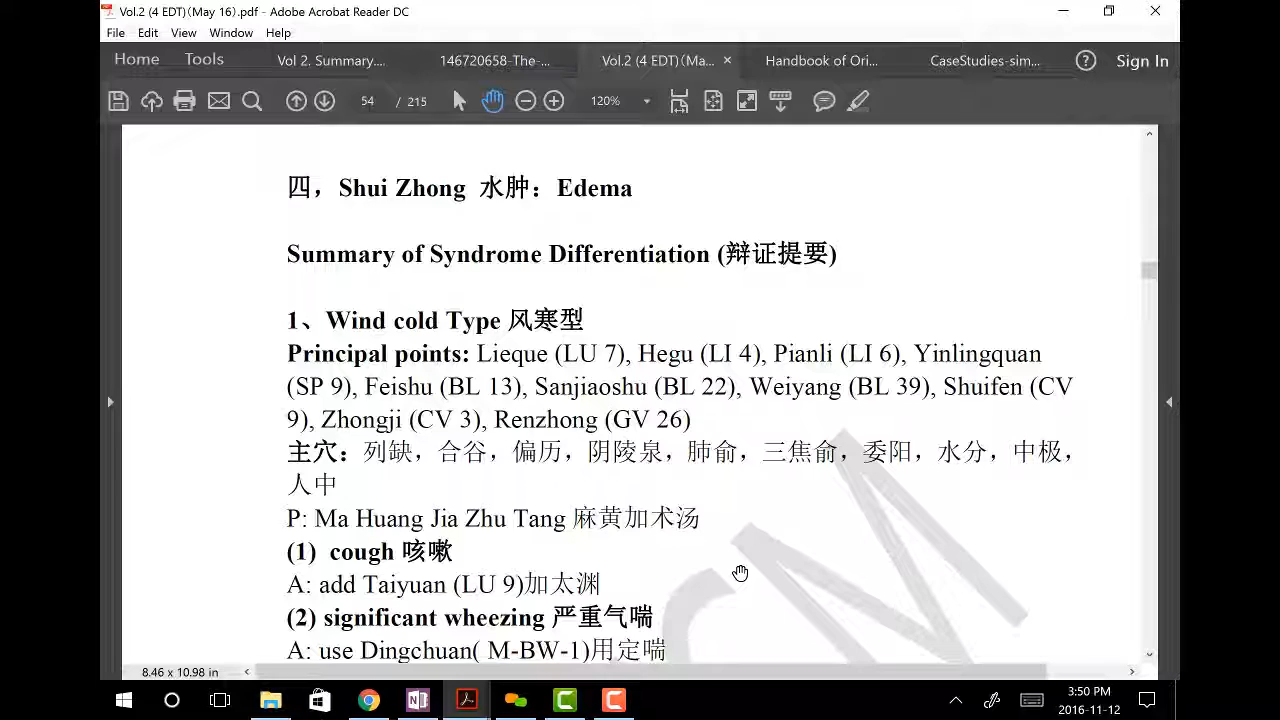 Vol.2 (4 EDT)(May 16).pdf - Adobe Acrobat Reader DC
File Edit View Window Help
Home Tools Vol 2. Summary.... 146720658-The-... Vol.2 (4 EDT)(Ma... × Handbook of Ori... CaseStudies-sim... Sign In
54 / 215 120%
四，Shui Zhong 水肿：Edema
Summary of Syndrome Differentiation (辩证提要)
1、Wind cold Type 风寒型
Principal points: Lieque (LU 7), Hegu (LI 4), Pianli (LI 6), Yinlingquan
(SP 9), Feishu (BL 13), Sanjiaoshu (BL 22), Weiyang (BL 39), Shuifen (CV
9), Zhongji (CV 3), Renzhong (GV 26)
主穴：列缺，合谷，偏历，阴陵泉，肺俞，三焦俞，委阳，水分，中极，
人中
P: Ma Huang Jia Zhu Tang 麻黄加术汤
(1) cough 咳嗽
A: add Taiyuan (LU 9)加太渊
(2) significant wheezing 严重气喘
A: use Dingchuan( M-BW-1)用定喘
CM
8.46 x 10.98 in
3:50 PM
2016-11-12